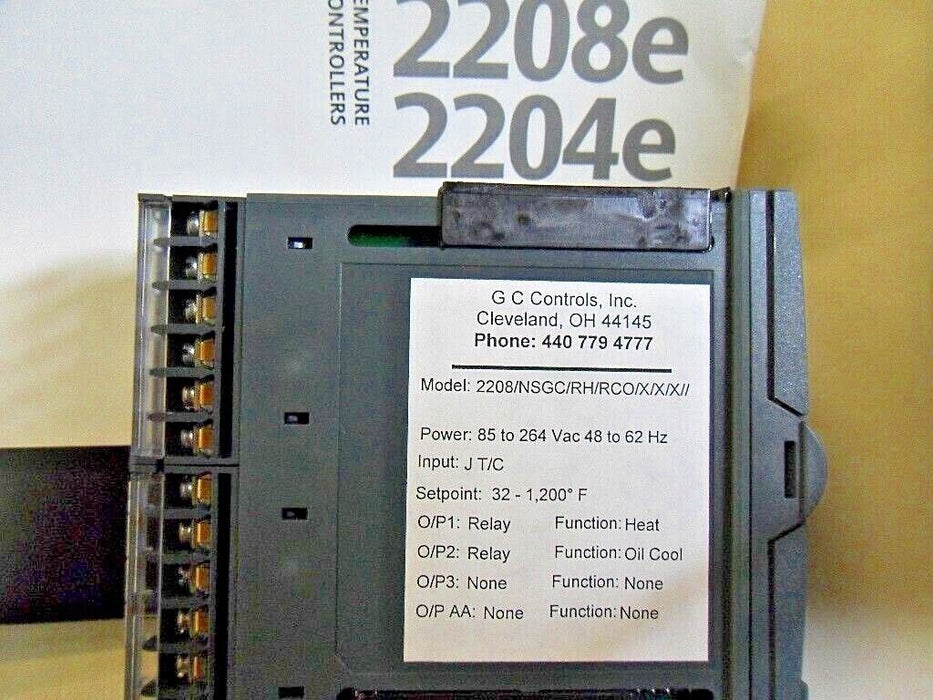 EMPERATURE
ONTROLLERS
2208e
2204e
G C Controls, Inc.
Cleveland, OH 44145
Phone: 440 779 4777
Model: 2208/NSGC/RH/RCO/X/X/X//
Power: 85 to 264 Vac 48 to 62 Hz
Input: J T/C
Setpoint: 32 - 1,200° F
O/P1: Relay Function: Heat
O/P2: Relay Function: Oil Cool
O/P3: None Function: None
O/P AA: None Function: None